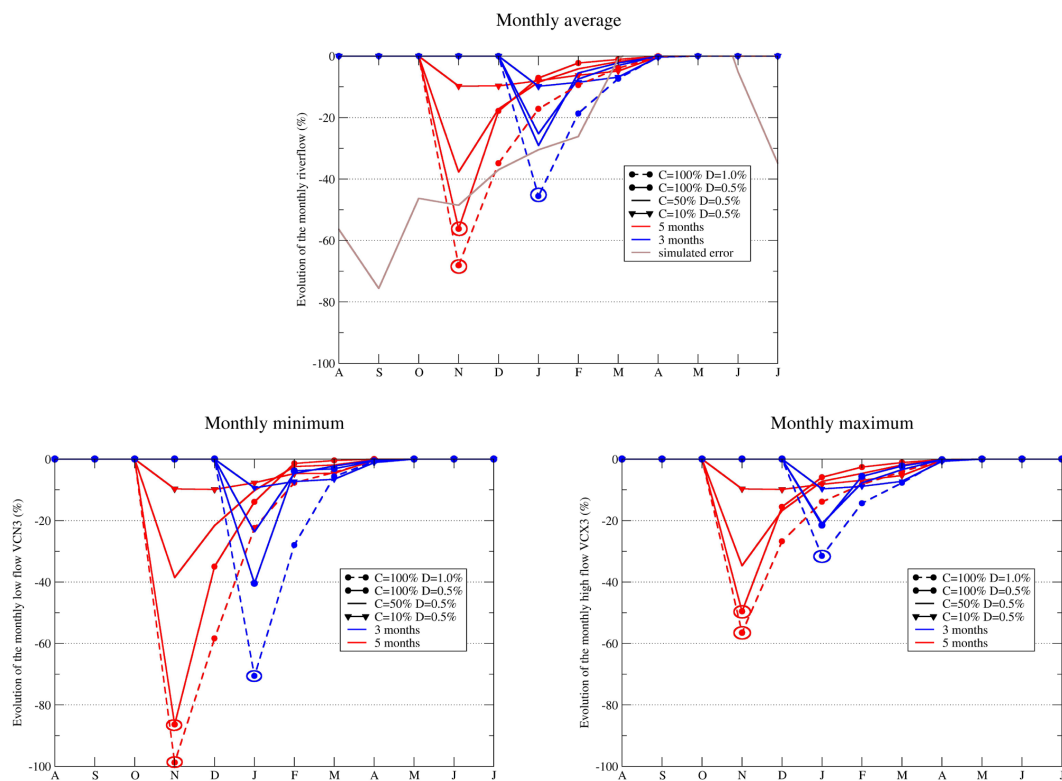 Monthly average
Evolution of the monthly riverflow (%)
0
-20
-40
-60
-80
-100
A S O N D J F M A M J J
C=100% D=1.0%
C=100% D=0.5%
C=50% D=0.5%
C=10% D=0.5%
5 months
3 months
simulated error
Monthly minimum
Evolution of the monthly low flow VCN3 (%)
0
-20
-40
-60
-80
-100
A S O N D J F M A M J J
C=100% D=1.0%
C=100% D=0.5%
C=50% D=0.5%
C=10% D=0.5%
3 months
5 months
Monthly maximum
Evolution of the monthly high flow VCX3 (%)
0
-20
-40
-60
-80
-100
A S O N D J F M A M J J
C=100% D=1.0%
C=100% D=0.5%
C=50% D=0.5%
C=10% D=0.5%
3 months
5 months